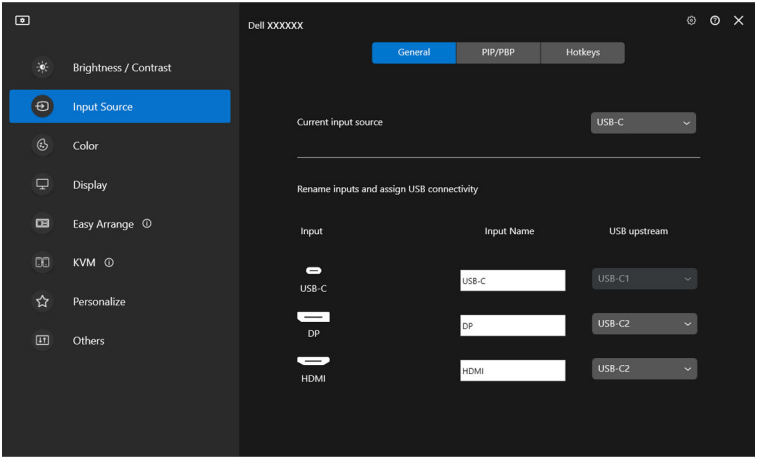 Dell XXXXXX
General PIP/PBP Hotkeys
Brightness / Contrast
Input Source
Color
Display
Easy Arrange
KVM
Personalize
Others
Current input source USB-C
Rename inputs and assign USB connectivity
Input Input Name USB upstream
USB-C USB-C USB-C1
DP DP USB-C2
HDMI HDMI USB-C2